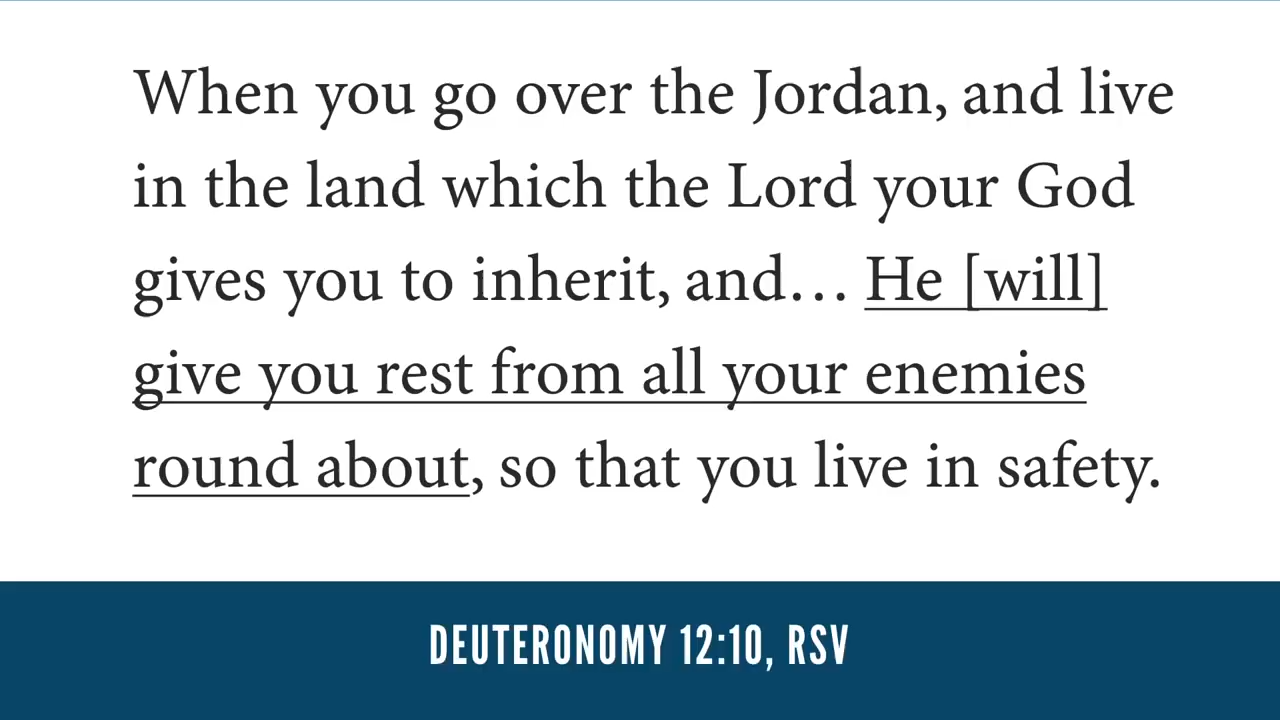 When you go over the Jordan, and live
in the land which the Lord your God
gives you to inherit, and… He [will]
give you rest from all your enemies
round about, so that you live in safety.
DEUTERONOMY 12:10, RSV